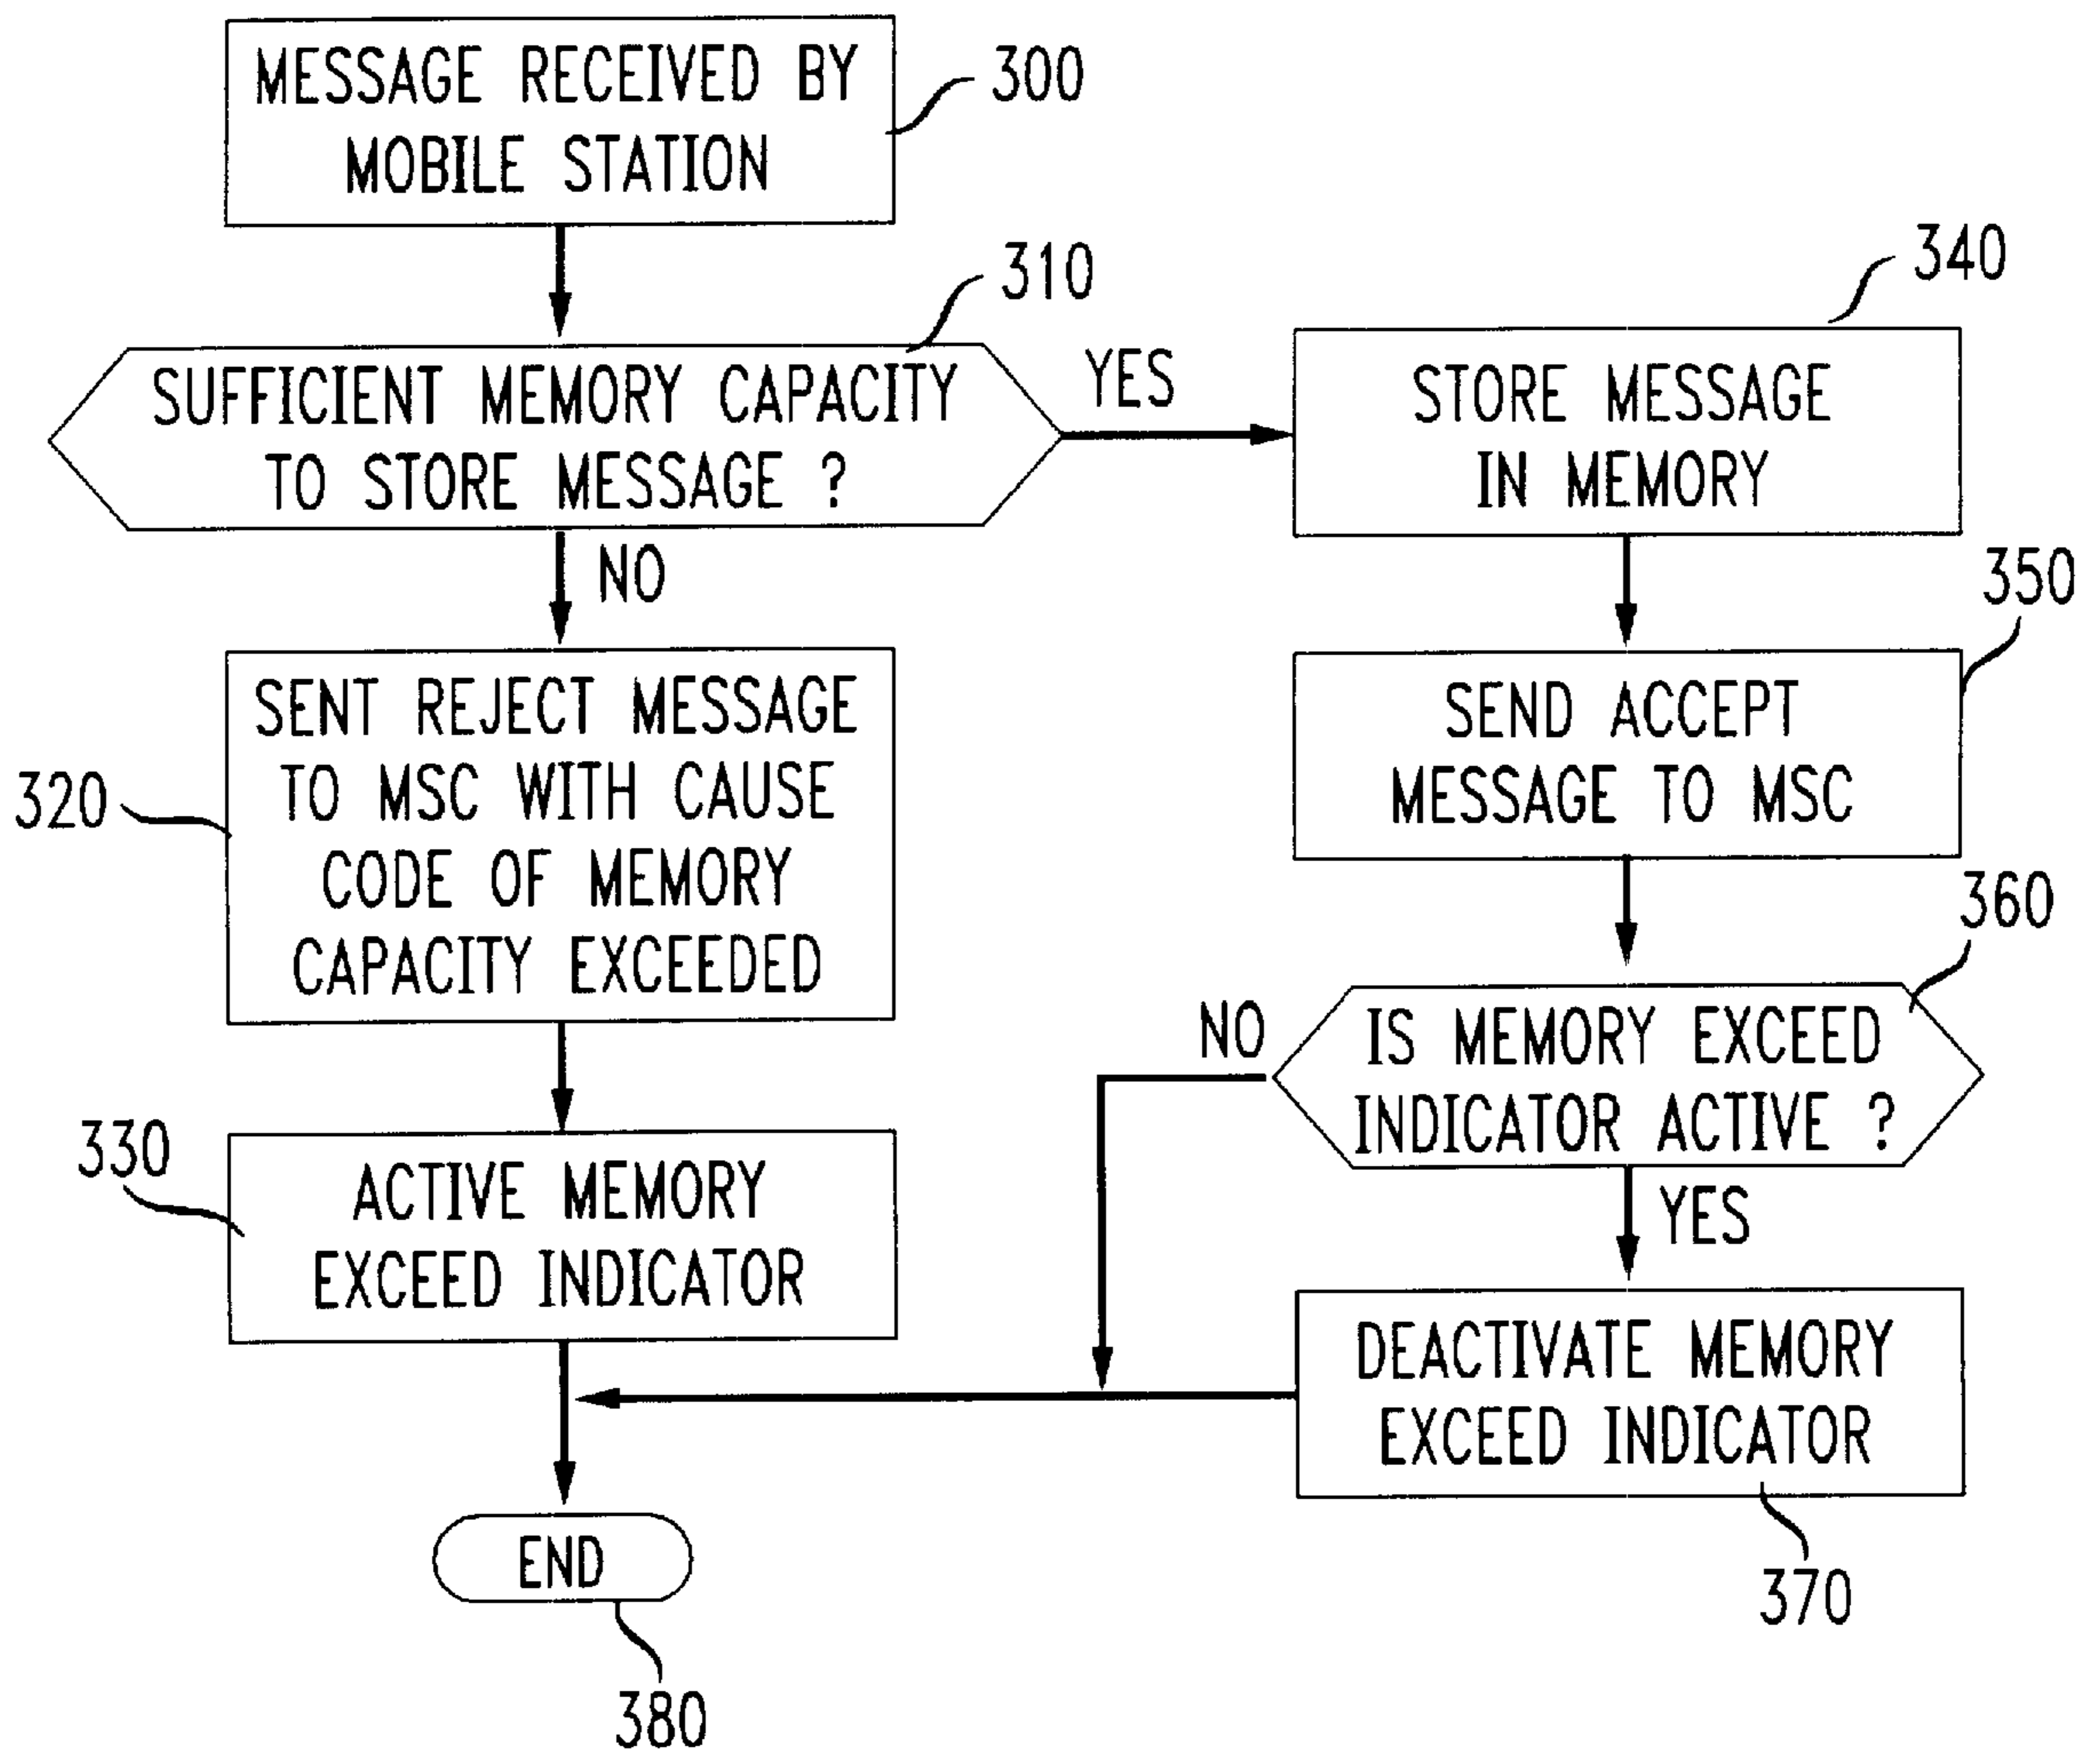 MESSAGE RECEIVED BY
MOBILE STATION
300
310
SUFFICIENT MEMORY CAPACITY
TO STORE MESSAGE ?
YES
340
STORE MESSAGE
IN MEMORY
NO
350
SENT REJECT MESSAGE
TO MSC WITH CAUSE
CODE OF MEMORY
CAPACITY EXCEEDED
320
SEND ACCEPT
MESSAGE TO MSC
360
NO
IS MEMORY EXCEED
INDICATOR ACTIVE ?
YES
330
ACTIVE MEMORY
EXCEED INDICATOR
DEACTIVATE MEMORY
EXCEED INDICATOR
370
END
380